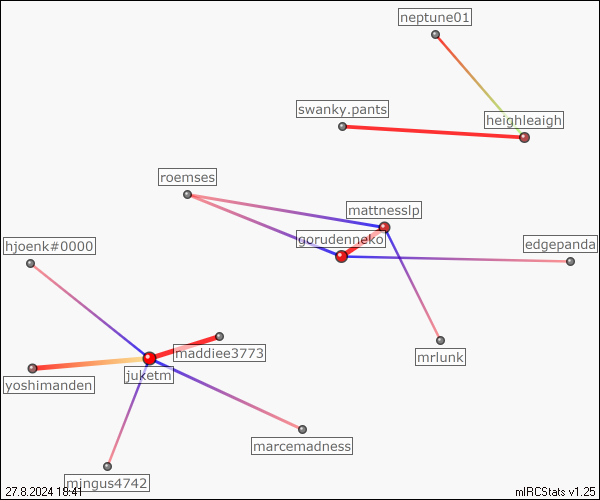 neptune01
swanky.pants
heighleaigh
roemses
mattnesslp
gorudenneko
hjoenk#0000
edgepanda
maddiee3773
mrlunk
juketm
yoshimanden
marcemadness
mingus4742
27.8.2024 18:41
mIRCStats v1.25